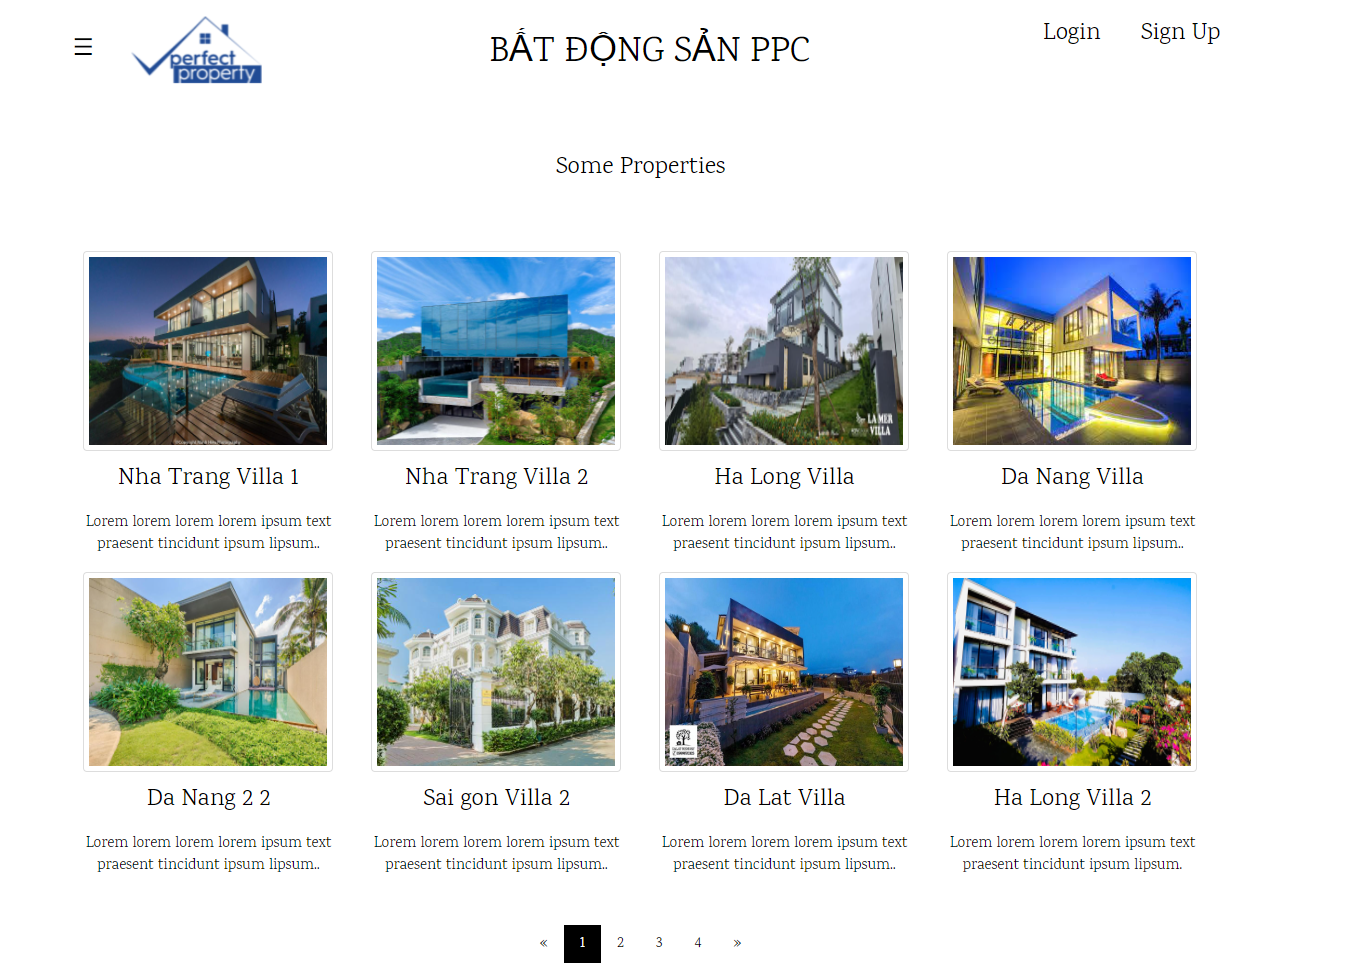 ☰
perfect
property
BẤT ĐỘNG SẢN PPC
Login
Sign Up
Some Properties
LA MER
VILLA
Nha Trang Villa 1
Nha Trang Villa 2
Ha Long Villa
Da Nang Villa
Lorem lorem lorem lorem ipsum text
praesent tincidunt ipsum lipsum..
Lorem lorem lorem lorem ipsum text
praesent tincidunt ipsum lipsum..
Lorem lorem lorem lorem ipsum text
praesent tincidunt ipsum lipsum..
Lorem lorem lorem lorem ipsum text
praesent tincidunt ipsum lipsum..
Da Nang 2 2
Sai gon Villa 2
Da Lat Villa
Ha Long Villa 2
Lorem lorem lorem lorem ipsum text
praesent tincidunt ipsum lipsum..
Lorem lorem lorem lorem ipsum text
praesent tincidunt ipsum lipsum..
Lorem lorem lorem lorem ipsum text
praesent tincidunt ipsum lipsum..
Lorem lorem lorem lorem ipsum text
praesent tincidunt ipsum lipsum.
« 1 2 3 4 »